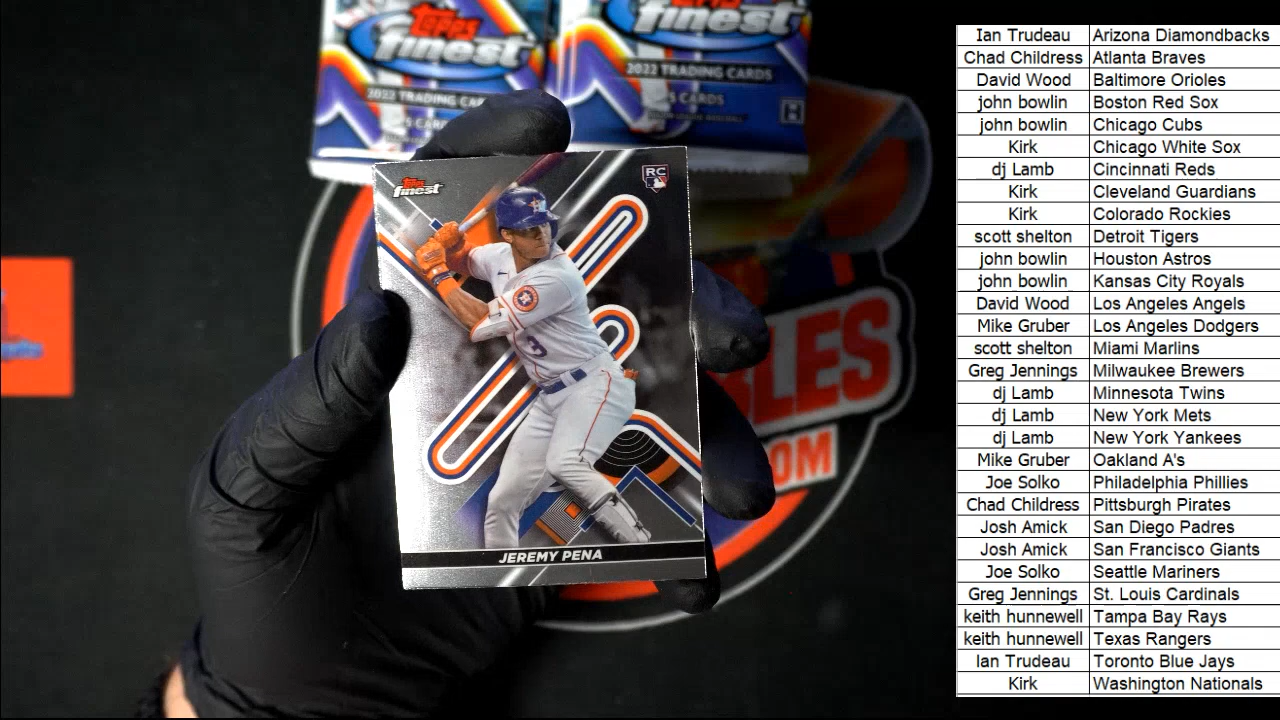 Topps
finest
2022 TRADING CARDS
5 CARDS
finest
2022 TRADING CARDS
5 CARDS
Topps
finest
RC
3
JEREMY PENA
LES
OM
Ian Trudeau Arizona Diamondbacks
Chad Childress Atlanta Braves
David Wood Baltimore Orioles
john bowlin Boston Red Sox
john bowlin Chicago Cubs
Kirk Chicago White Sox
dj Lamb Cincinnati Reds
Kirk Cleveland Guardians
Kirk Colorado Rockies
scott shelton Detroit Tigers
john bowlin Houston Astros
john bowlin Kansas City Royals
David Wood Los Angeles Angels
Mike Gruber Los Angeles Dodgers
scott shelton Miami Marlins
Greg Jennings Milwaukee Brewers
dj Lamb Minnesota Twins
dj Lamb New York Mets
dj Lamb New York Yankees
Mike Gruber Oakland A's
Joe Solko Philadelphia Phillies
Chad Childress Pittsburgh Pirates
Josh Amick San Diego Padres
Josh Amick San Francisco Giants
Joe Solko Seattle Mariners
Greg Jennings St. Louis Cardinals
keith hunnewell Tampa Bay Rays
keith hunnewell Texas Rangers
Ian Trudeau Toronto Blue Jays
Kirk Washington Nationals